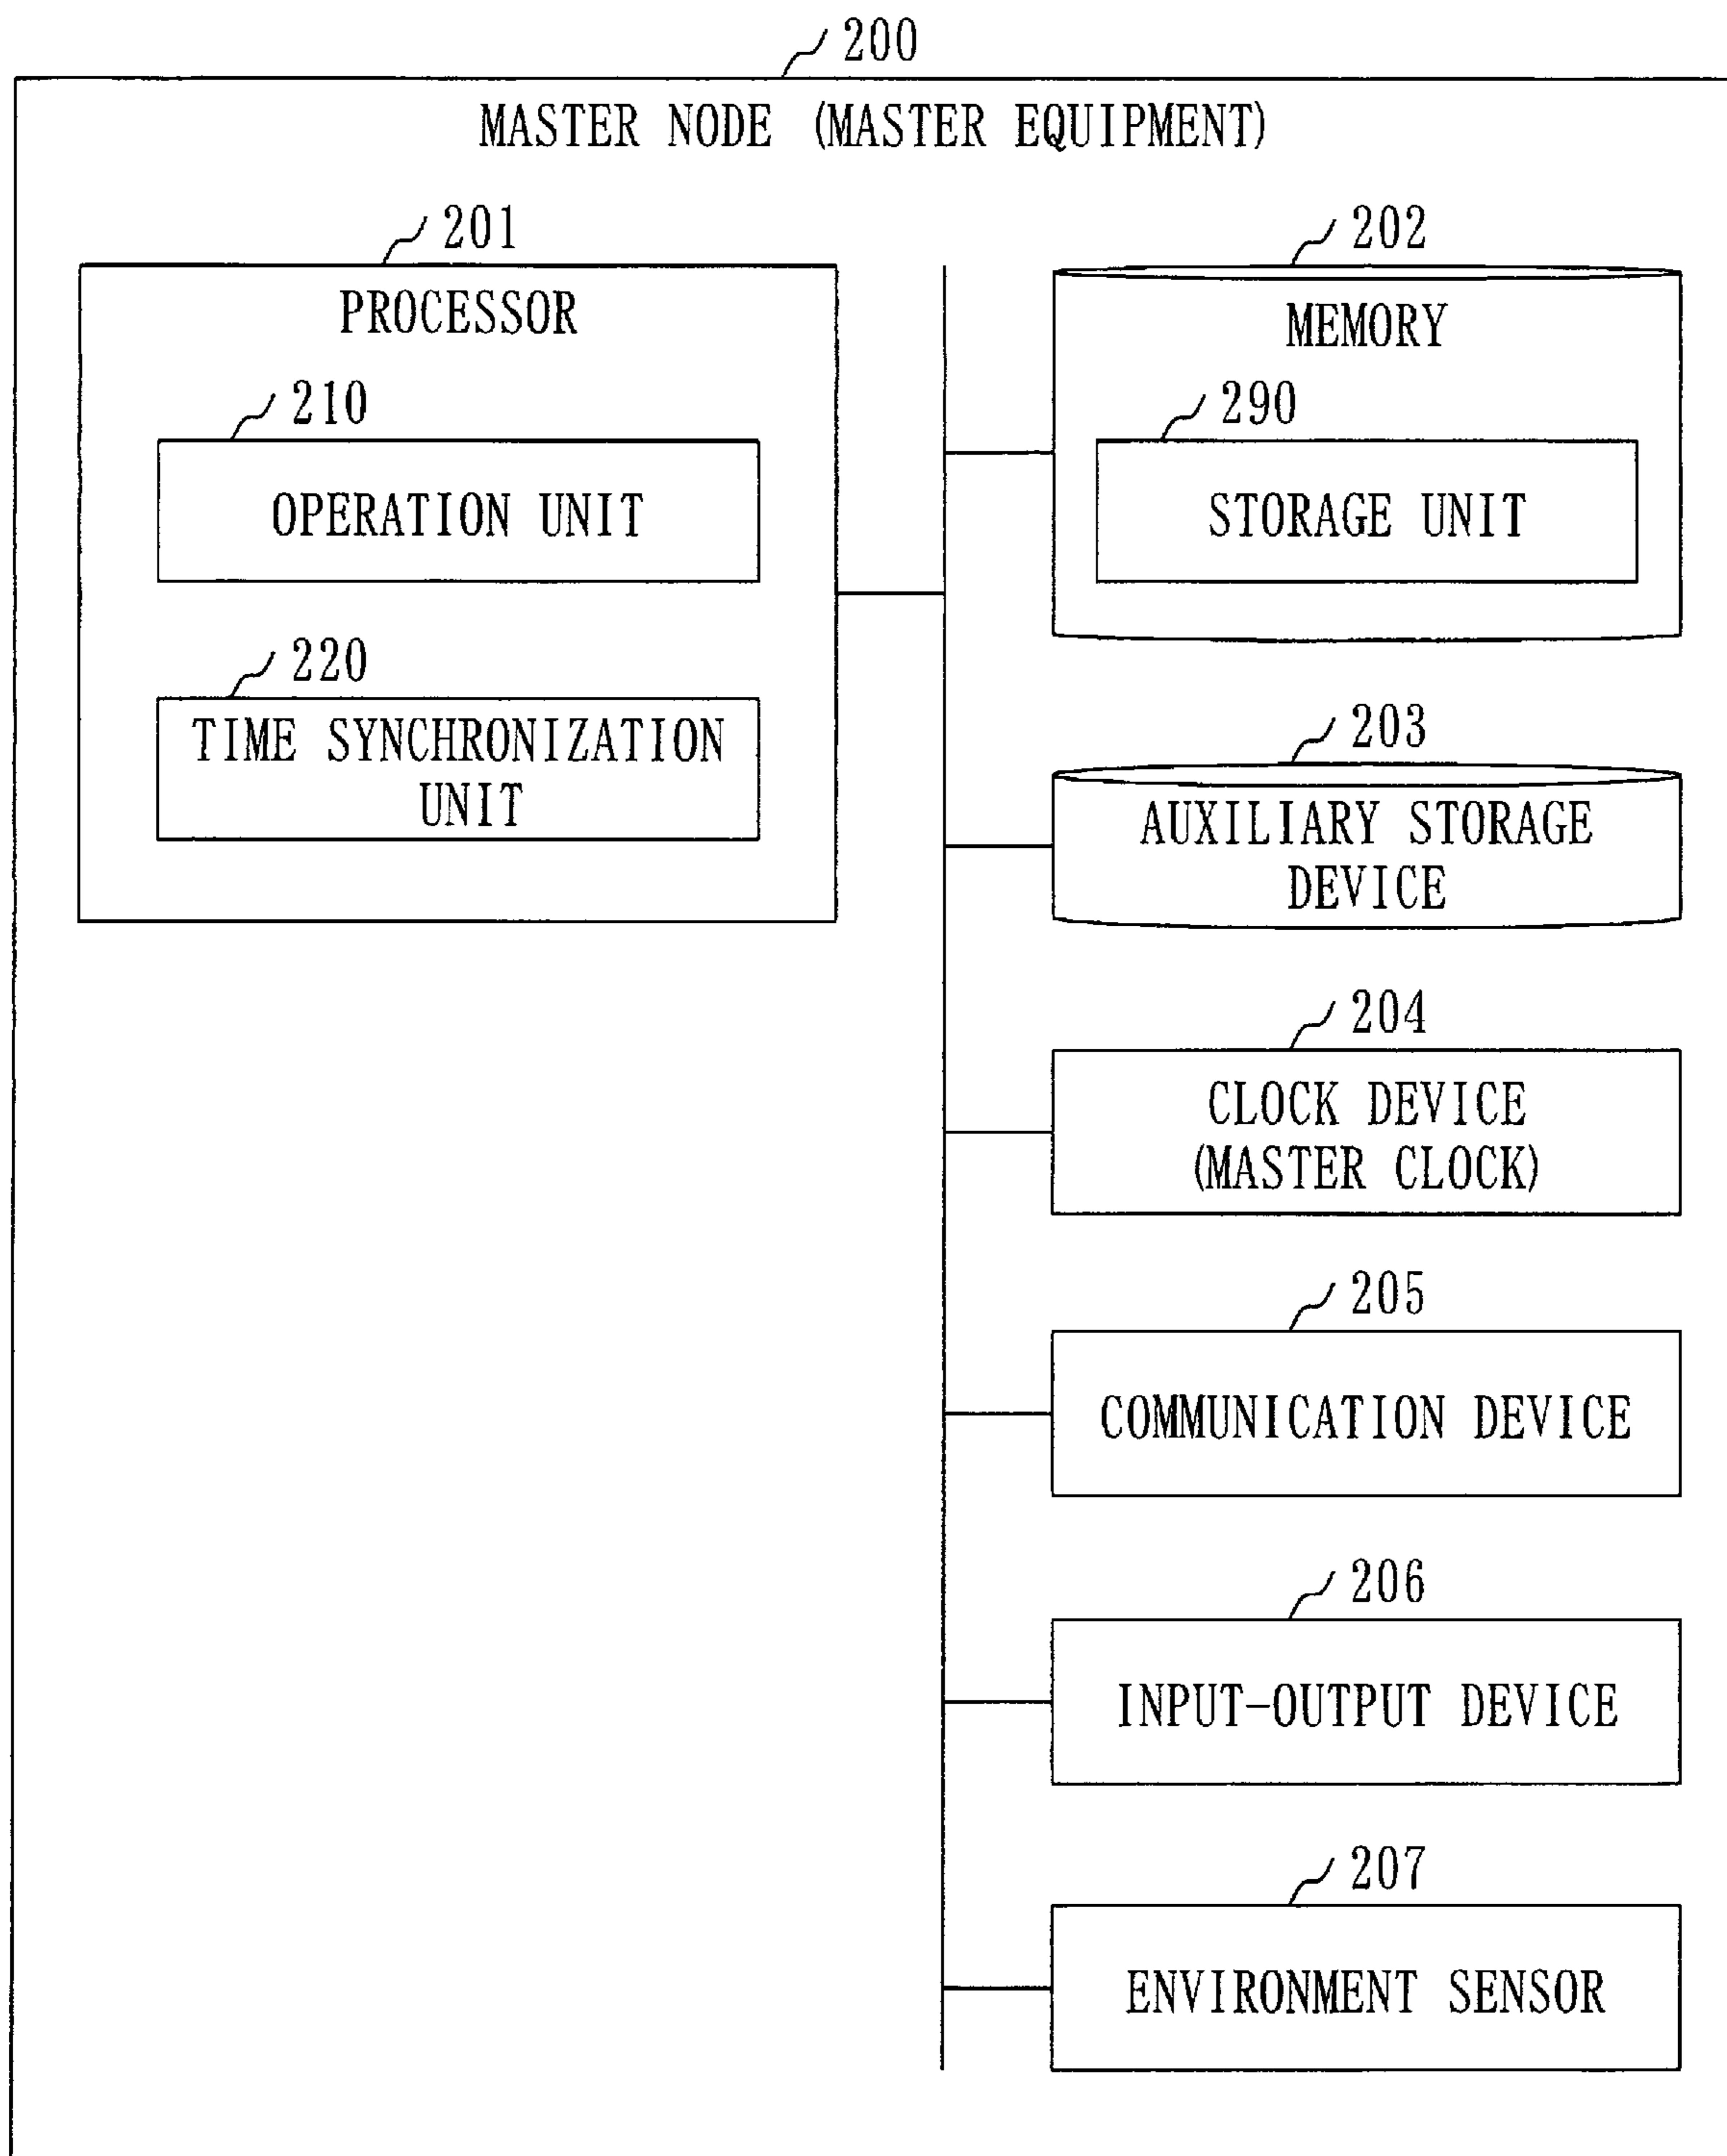 200
MASTER NODE (MASTER EQUIPMENT)
201
PROCESSOR
210
OPERATION UNIT
220
TIME SYNCHRONIZATION
UNIT
202
MEMORY
290
STORAGE UNIT
203
AUXILIARY STORAGE
DEVICE
204
CLOCK DEVICE
(MASTER CLOCK)
205
COMMUNICATION DEVICE
206
INPUT-OUTPUT DEVICE
207
ENVIRONMENT SENSOR